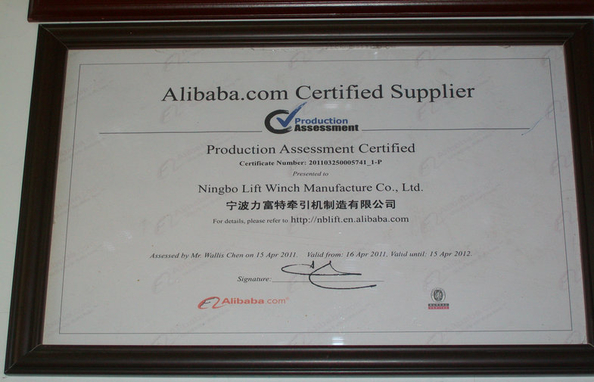 Alibaba.com Certified Supplier
Production
Assessment
Production Assessment Certified
Certificate Number: 201103250005741_1-P
Presented to
Ningbo Lift Winch Manufacture Co., Ltd.
宁波力富特牵引机制造有限公司
For details, please refer to http://nblift.en.alibaba.com
Assessed by Mr. Wallis Chen on 15 Apr 2011. Valid from: 16 Apr 2011, Valid until: 15 Apr 2012.
Signature:
Alibaba.com